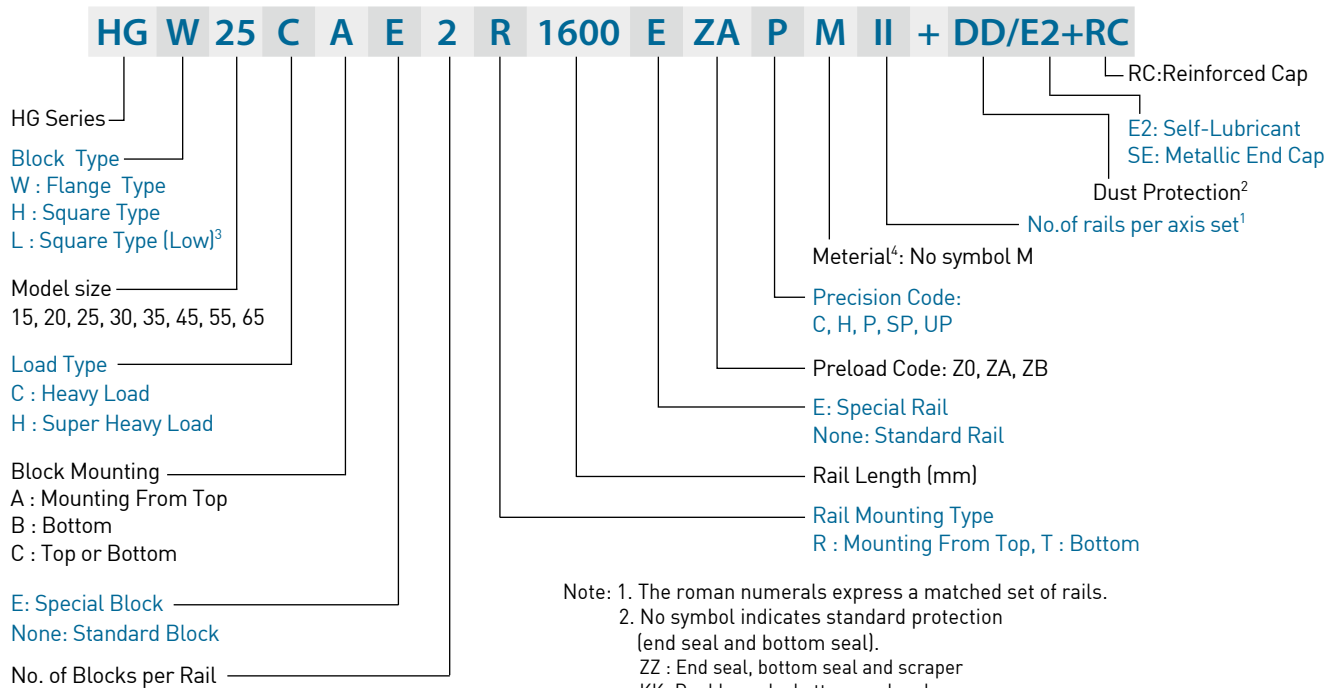 HG W 25 C A E 2 R 1600 E ZA P M II + DD/E2+RC
HG Series
Block Type
W : Flange Type
H : Square Type
L : Square Type (Low)3
Model size
15, 20, 25, 30, 35, 45, 55, 65
Load Type
C : Heavy Load
H : Super Heavy Load
Block Mounting
A : Mounting From Top
B : Bottom
C : Top or Bottom
E: Special Block
None: Standard Block
No. of Blocks per Rail
RC:Reinforced Cap
E2: Self-Lubricant
SE: Metallic End Cap
Dust Protection2
No.of rails per axis set1
Meterial4: No symbol M
Precision Code:
C, H, P, SP, UP
Preload Code: Z0, ZA, ZB
E: Special Rail
None: Standard Rail
Rail Length (mm)
Rail Mounting Type
R : Mounting From Top, T : Bottom
Note: 1. The roman numerals express a matched set of rails.
2. No symbol indicates standard protection
(end seal and bottom seal).
ZZ : End seal, bottom seal and scraper